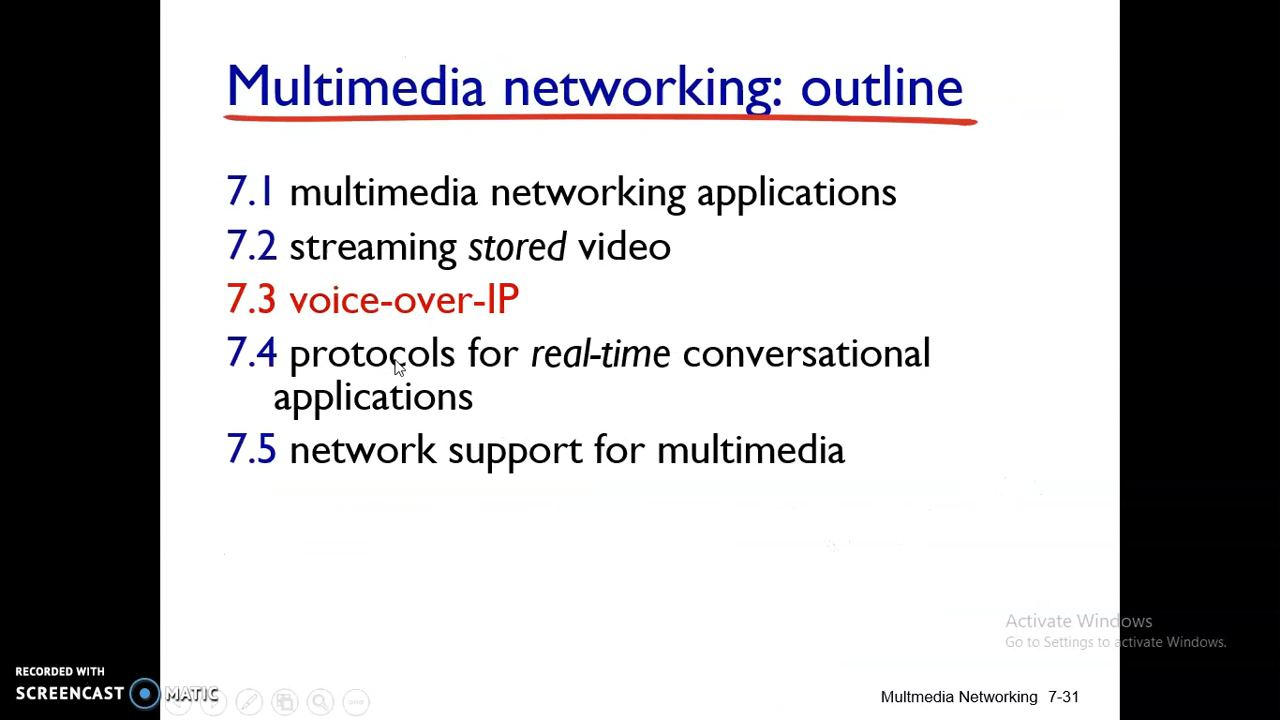 Multimedia networking: outline
7.1 multimedia networking applications
7.2 streaming stored video
7.3 voice-over-IP
7.4 protocols for real-time conversational
applications
7.5 network support for multimedia
Activate Windows
Go to Settings to activate Windows.
RECORDED WITH
SCREENCAST MATIC
Multmedia Networking 7-31